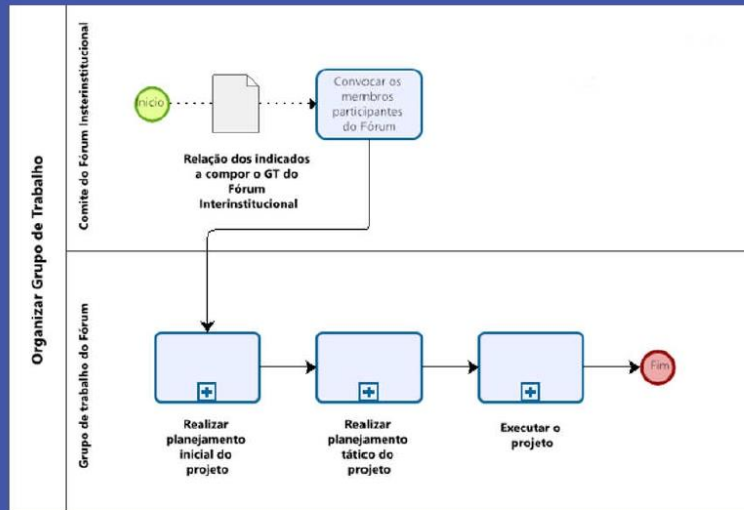 Organizar Grupo de Trabalho
Comite do Fórum Insterinstitucional
Início
Relação dos indicados
a compor o GT do
Fórum
Interinstitucional
Convocar os
membros
participantes
do Fórum
Grupo de trabalho do Fórum
Realizar
planejamento
inicial do
projeto
Realizar
planejamento
tático do
projeto
Executar o
projeto
Fim